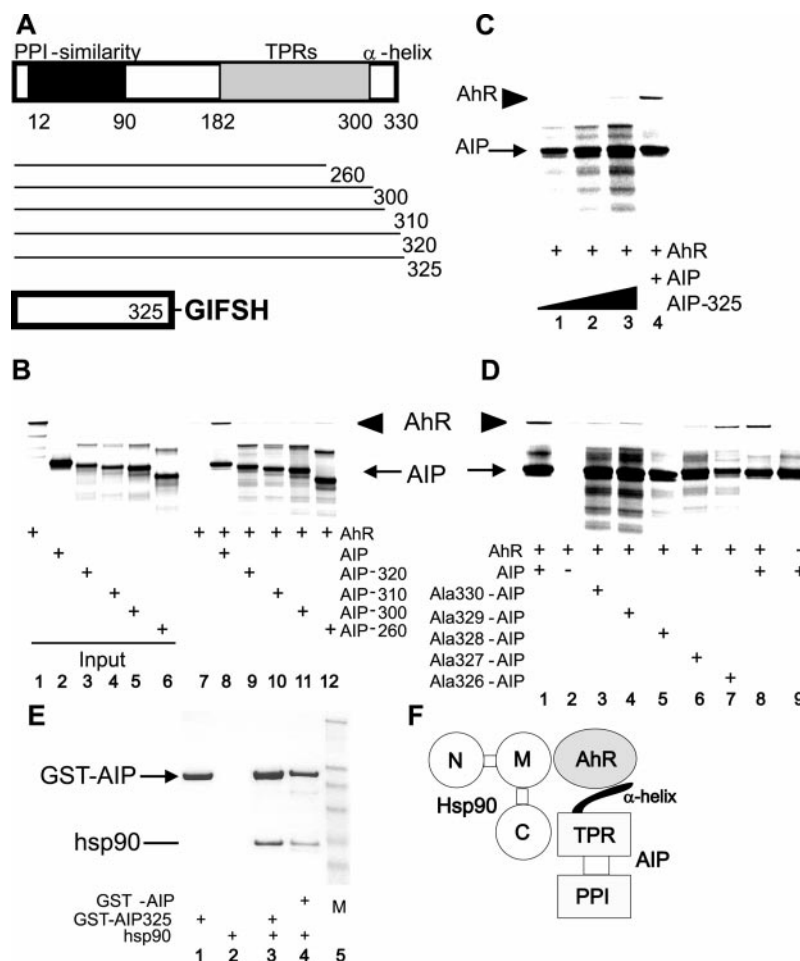 A
PPI -similarity TPRs α -helix
12 90 182 300 330
260
300
310
320
325
325 GIFSH
C
AhR
AIP
+ + + + AhR
+ AIP
AIP-325
1 2 3 4
B
AhR
AIP
+ + + + + + + AhR
+ + AIP
+ + AIP-320
+ + AIP-310
+ + AIP-300
+ + AIP-260
Input
1 2 3 4 5 6 7 8 9 10 11 12
D
AhR + + + + + + + + -
AIP + - + +
Ala330-AIP +
Ala329-AIP +
Ala328-AIP +
Ala327-AIP +
Ala326-AIP +
1 2 3 4 5 6 7 8 9
E
GST-AIP
hsp90
GST -AIP + M
GST-AIP325 + +
hsp90 + + +
1 2 3 4 5
F
N M AhR
Hsp90 α-helix
C TPR
AIP
PPI